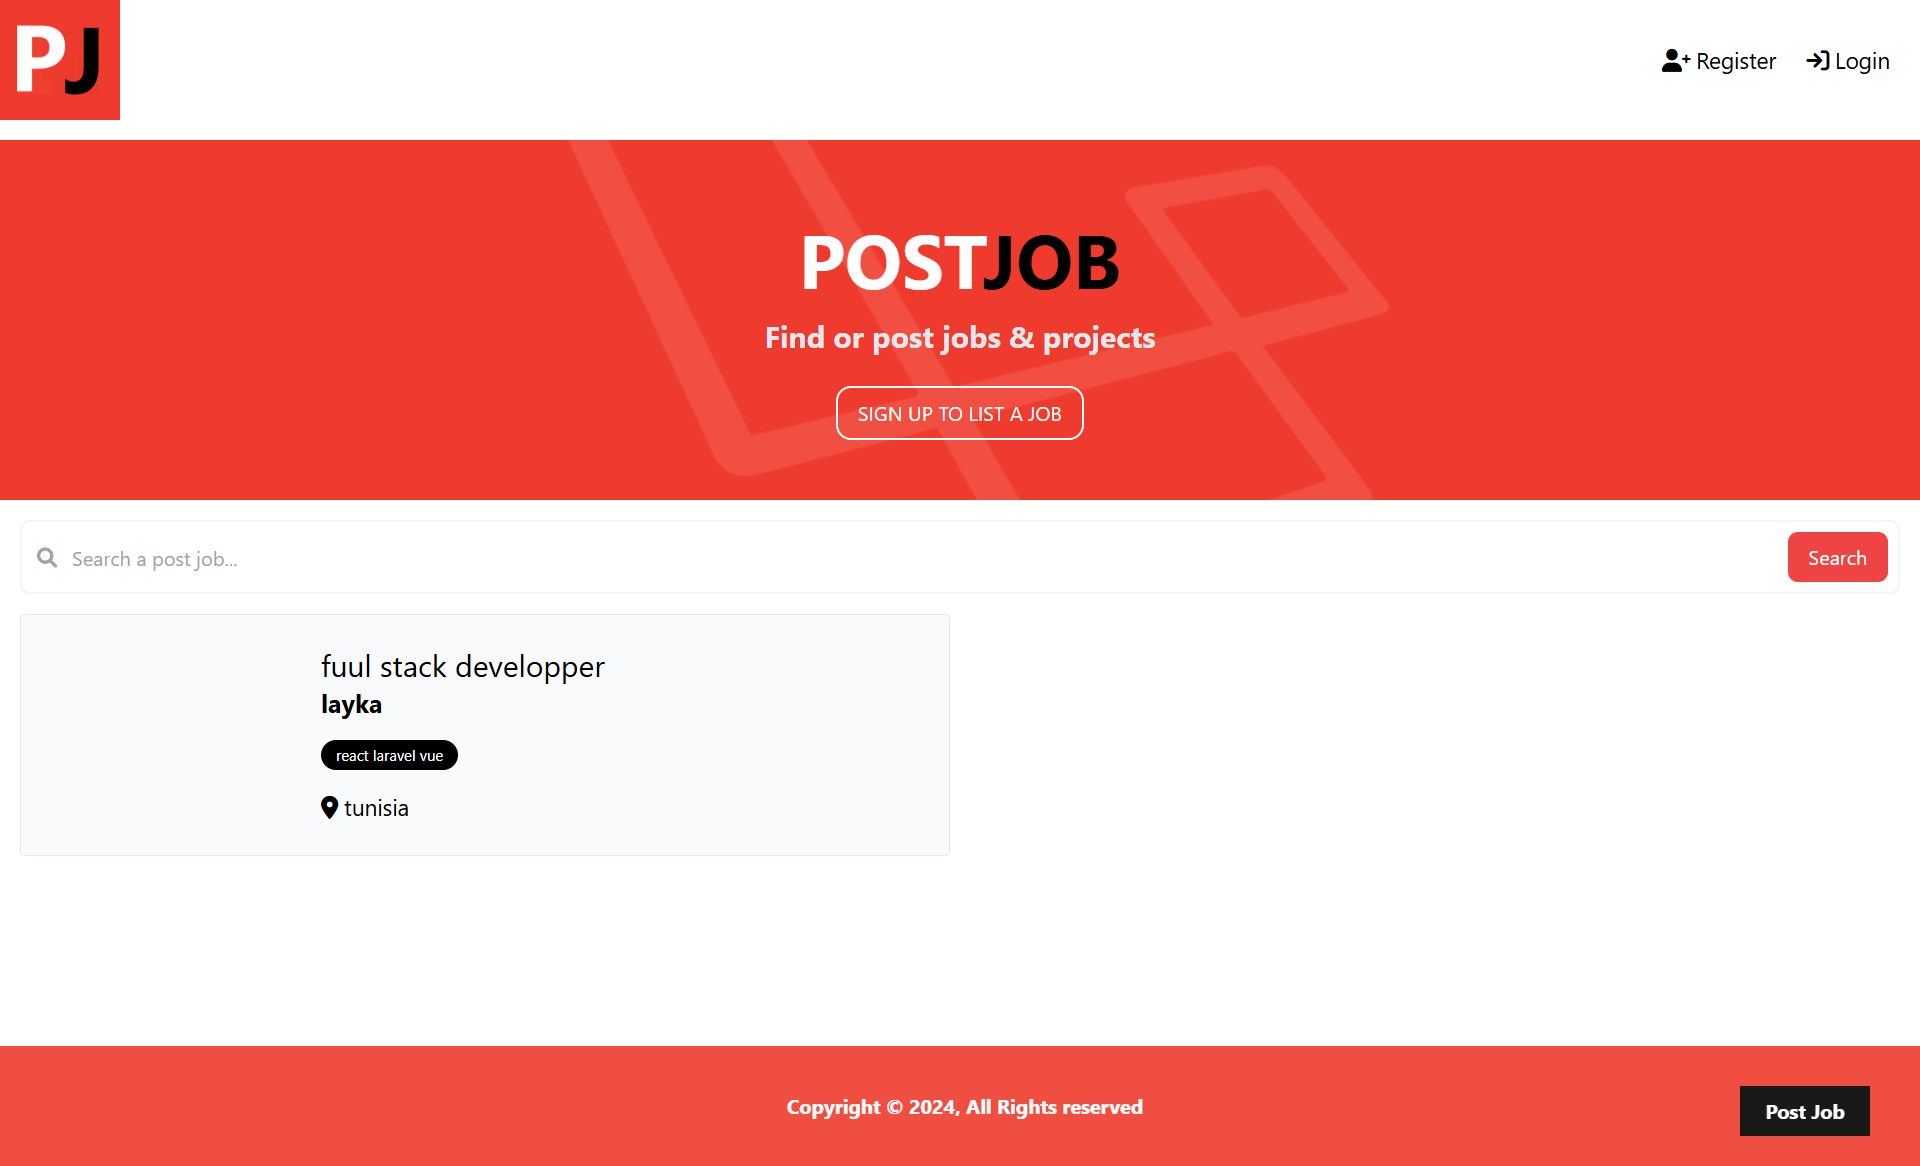 PJ
Register
Login
POSTJOB
Find or post jobs & projects
SIGN UP TO LIST A JOB
Search a post job...
Search
fuul stack developper
layka
react laravel vue
tunisia
Copyright © 2024, All Rights reserved
Post Job